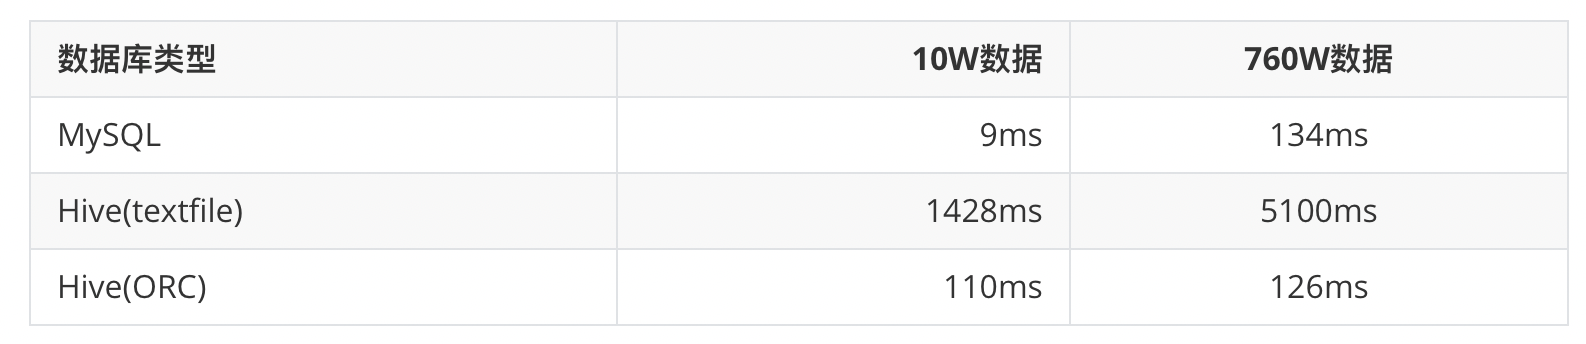 数据库类型 10W数据 760W数据
MySQL 9ms 134ms
Hive(textfile) 1428ms 5100ms
Hive(ORC) 110ms 126ms